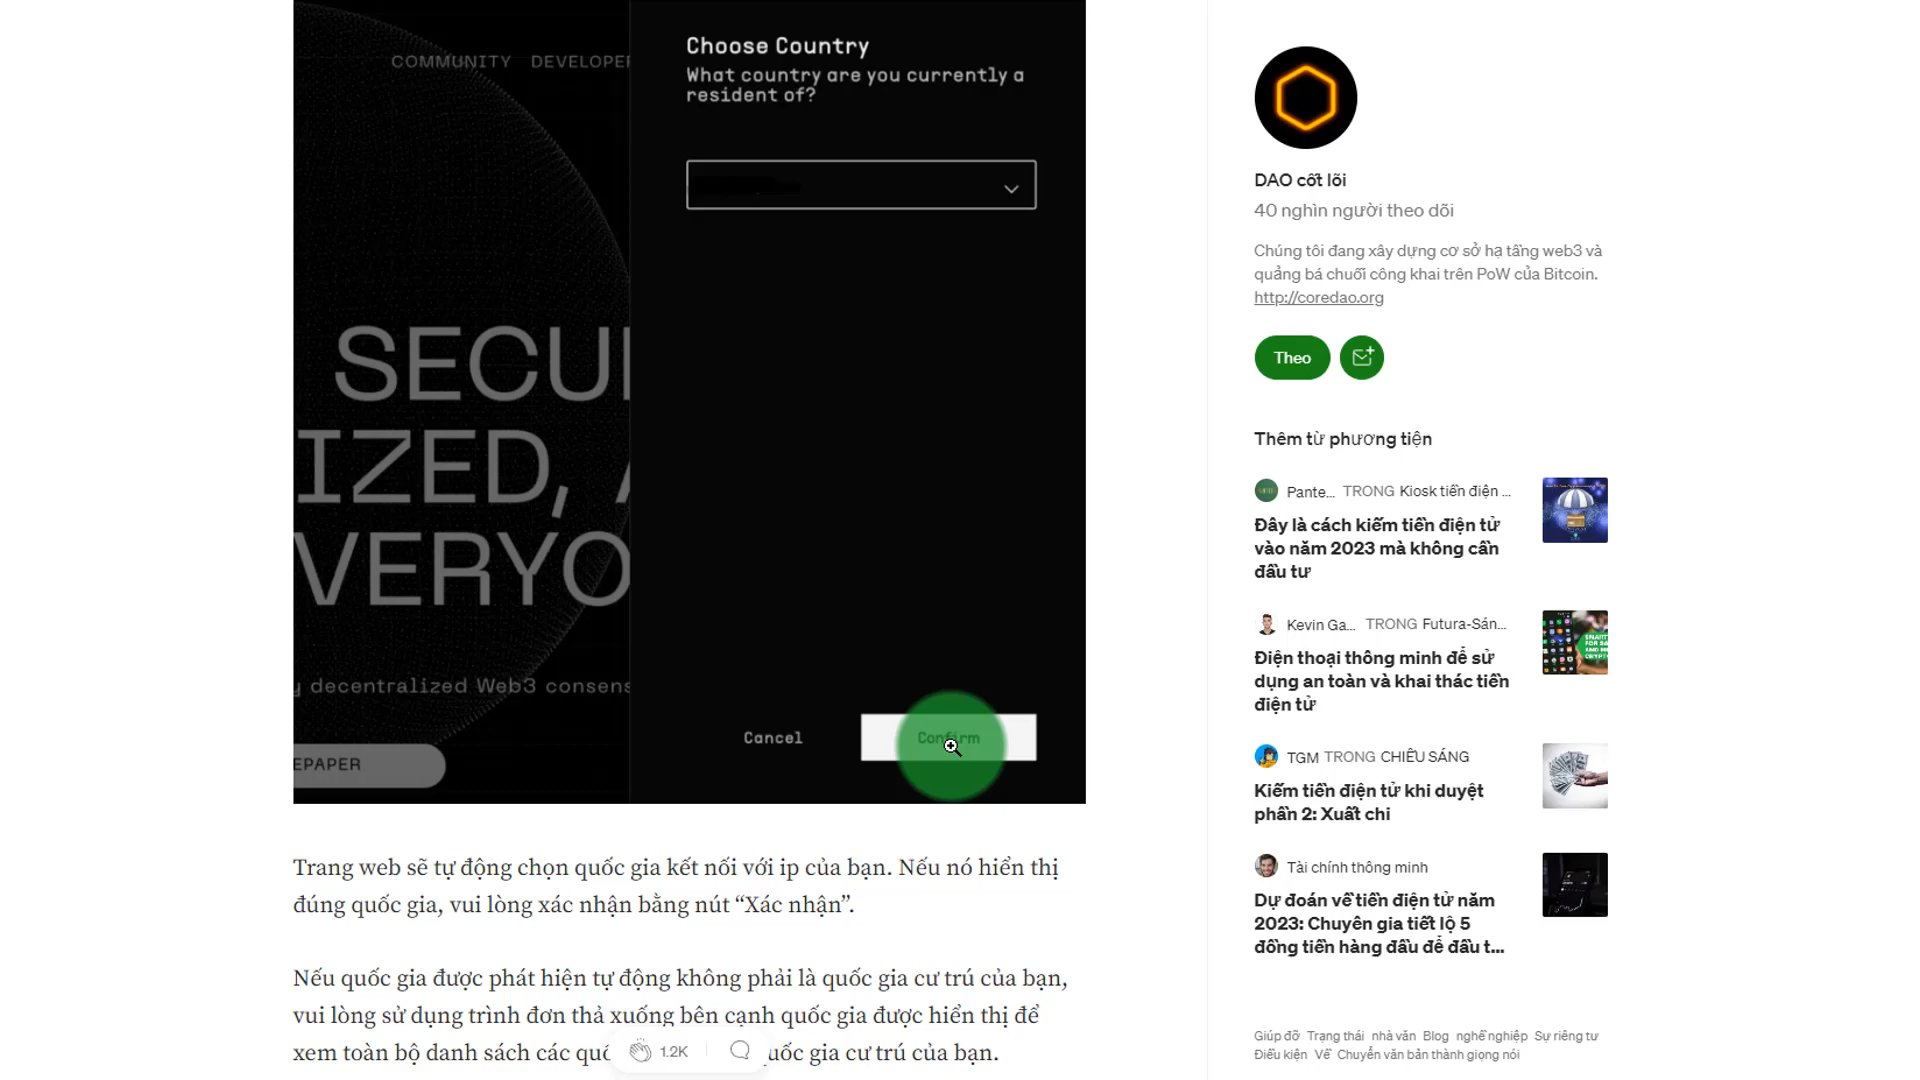 COMMUNITY DEVELOPER
Choose Country
What country are you currently a
resident of?
SECU
IZED,
VERYO
y decentralized Web3 consens
EPAPER
Cancel
Confirm
Trang web sẽ tự động chọn quốc gia kết nối với ip của bạn. Nếu nó hiển thị
đúng quốc gia, vui lòng xác nhận bằng nút “Xác nhận”.
Nếu quốc gia được phát hiện tự động không phải là quốc gia cư trú của bạn,
vui lòng sử dụng trình đơn thả xuống bên cạnh quốc gia được hiển thị để
xem toàn bộ danh sách các quố uốc gia cư trú của bạn.
1.2K
DAO cốt lõi
40 nghìn người theo dõi
Chúng tôi đang xây dựng cơ sở hạ tầng web3 và
quảng bá chuỗi công khai trên PoW của Bitcoin.
http://coredao.org
Theo
Thêm từ phương tiện
Pante... TRONG Kiosk tiền điện ...
Đây là cách kiếm tiền điện tử
vào năm 2023 mà không cần
đầu tư
Kevin Ga... TRONG Futura-Sán...
Điện thoại thông minh để sử
dụng an toàn và khai thác tiền
điện tử
TGM TRONG CHIẾU SÁNG
Kiếm tiền điện tử khi duyệt
phần 2: Xuất chi
Tài chính thông minh
Dự đoán về tiền điện tử năm
2023: Chuyên gia tiết lộ 5
đồng tiền hàng đầu để đầu t...
Giúp đỡ Trạng thái nhà văn Blog nghề nghiệp Sự riêng tư
Điều kiện Về Chuyển văn bản thành giọng nói